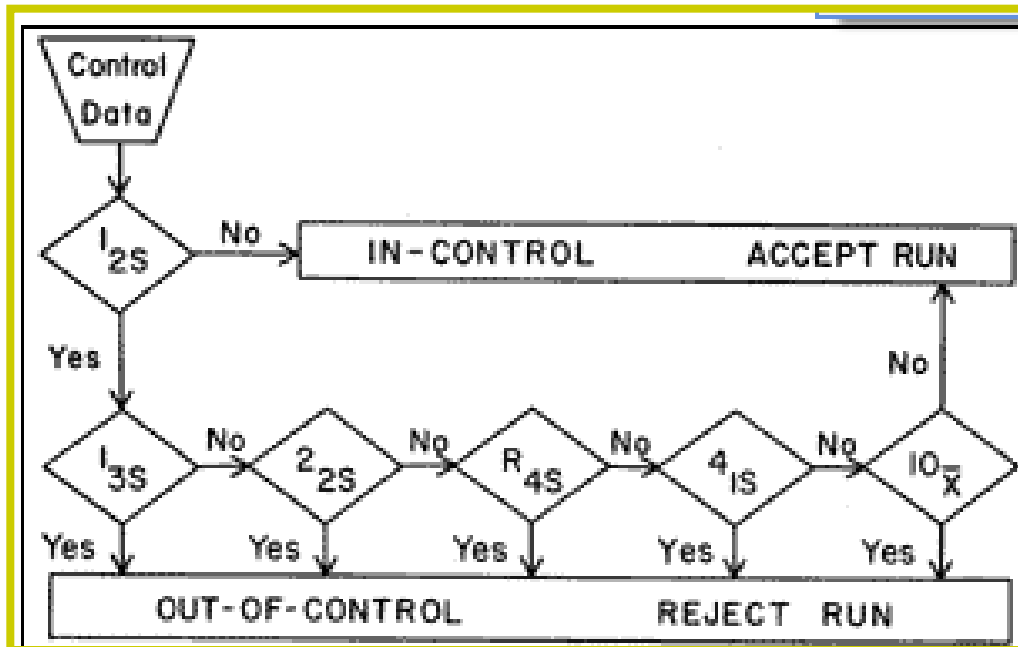 Control
Data
1 2S
No
IN-CONTROL ACCEPT RUN
Yes
No
1 3S
No
2 2S
No
R 4S
No
4 1S
No
10 x̅
Yes
Yes
Yes
Yes
Yes
OUT-OF-CONTROL REJECT RUN